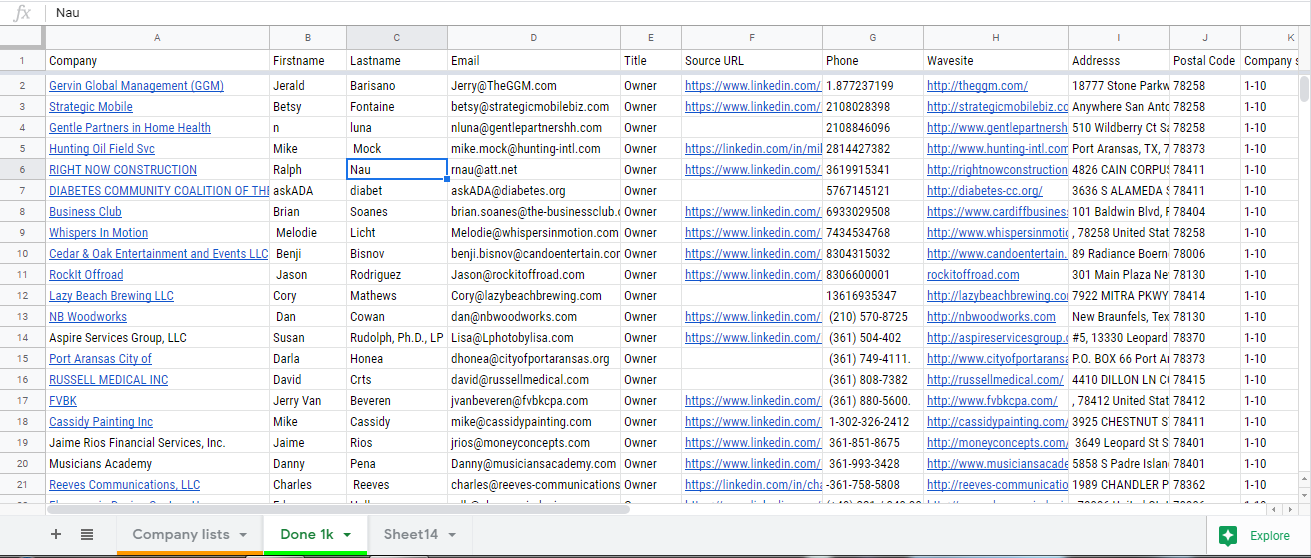 fx Nau
A B C D E F G H I J K
1 Company Firstname Lastname Email Title Source URL Phone Wavesite Addresss Postal Code Company s
2 Gervin Global Management (GGM) Jerald Barisano Jerry@TheGGM.com Owner https://www.linkedin.com/ 1.877237199 http://theggm.com/ 18777 Stone Parkw 78258 1-10
3 Strategic Mobile Betsy Fontaine betsy@strategicmobilebiz.com Owner https://www.linkedin.com/ 2108028398 http://strategicmobilebiz.co Anywhere San Anto 78258 1-10
4 Gentle Partners in Home Health n luna nluna@gentlepartnershh.com Owner 2108846096 http://www.gentlepartnersh 510 Wildberry Ct Sa 78258 1-10
5 Hunting Oil Field Svc Mike Mock mike.mock@hunting-intl.com Owner https://linkedin.com/in/mik 2814427382 http://www.hunting-intl.com Port Aransas, TX, 7 78373 1-10
6 RIGHT NOW CONSTRUCTION Ralph Nau rnau@att.net Owner https://www.linkedin.com/ 3619915341 http://rightnowconstruction 4826 CAIN CORPUS 78411 1-10
7 DIABETES COMMUNITY COALITION OF THE askADA diabet askADA@diabetes.org Owner 5767145121 http://diabetes-cc.org/ 3636 S ALAMEDA S 78411 1-10
8 Business Club Brian Soanes brian.soanes@the-businessclub.c Owner https://www.linkedin.com/ 6933029508 https://www.cardiffbusiness 101 Baldwin Blvd, 78404 1-10
9 Whispers In Motion Melodie Licht Melodie@whispersinmotion.com Owner https://www.linkedin.com/ 7434534768 http://www.whispersinmotio , 78258 United Stat 78258 1-10
10 Cedar & Oak Entertainment and Events LLC Benji Bisnov benji.bisnov@candoentertain.com Owner https://www.linkedin.com/ 8304315032 http://www.candoentertain. 89 Radiance Boern 78006 1-10
11 RockIt Offroad Jason Rodriguez Jason@rockitoffroad.com Owner https://www.linkedin.com/ 8306600001 rockitoffroad.com 301 Main Plaza Ne 78130 1-10
12 Lazy Beach Brewing LLC Cory Mathews Cory@lazybeachbrewing.com Owner 13616935347 http://lazybeachbrewing.co 7922 MITRA PKWY 78414 1-10
13 NB Woodworks Dan Cowan dan@nbwoodworks.com Owner https://www.linkedin.com/ (210) 570-8725 http://nbwoodworks.com New Braunfels, Tex 78130 1-10
14 Aspire Services Group, LLC Susan Rudolph, Ph.D., LP Lisa@Lphotobylisa.com Owner https://www.linkedin.com/ (361) 504-402 http://aspireservicesgroup.c #5, 13330 Leopard 78370 1-10
15 Port Aransas City of Darla Honea dhonea@cityofportaransas.org Owner (361) 749-4111. http://www.cityofportaransa P.O. BOX 66 Port A 78373 1-10
16 RUSSELL MEDICAL INC David Crts david@russellmedical.com Owner (361) 808-7382 http://russellmedical.com/ 4410 DILLON LN C 78415 1-10
17 FVBK Jerry Van Beveren jvanbeveren@fvbkcpa.com Owner https://www.linkedin.com/ (361) 880-5600. http://www.fvbkcpa.com/ , 78412 United Stat 78412 1-10
18 Cassidy Painting Inc Mike Cassidy mike@cassidypainting.com Owner https://www.linkedin.com/ 1-302-326-2412 http://cassidypainting.com/ 3925 CHESTNUT S 78411 1-10
19 Jaime Rios Financial Services, Inc. Jaime Rios jrios@moneyconcepts.com Owner https://www.linkedin.com/ 361-851-8675 http://moneyconcepts.com/ 3649 Leopard St S 78401 1-10
20 Musicians Academy Danny Pena Danny@musiciansacademy.com Owner https://www.linkedin.com/ 361-993-3428 http://www.musiciansacade 5858 S Padre Islan 78401 1-10
21 Reeves Communications, LLC Charles Reeves charles@reeves-communications Owner https://linkedin.com/in/cha -361-758-5808 http://reeves-communicatio 1989 CHANDLER P 78362 1-10
+ Company lists Done 1k Sheet14 Explore